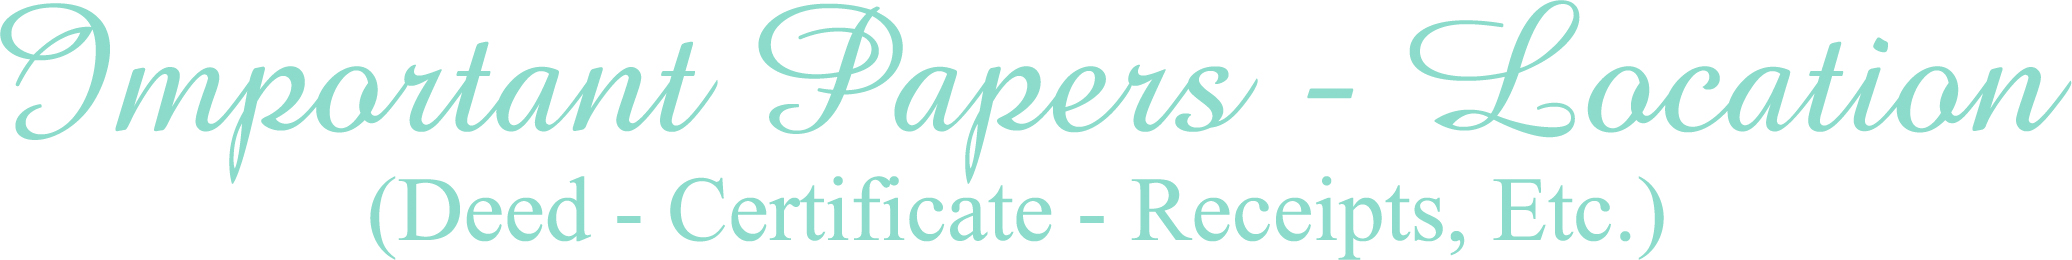 Important Papers - Location
(Deed - Certificate - Receipts, Etc.)